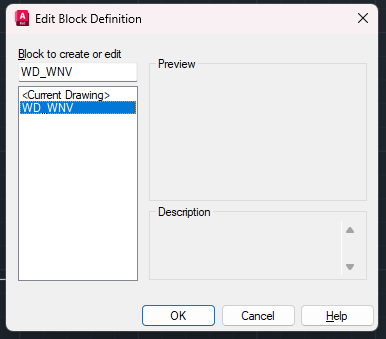 Edit Block Definition
Block to create or edit
WD_WNV
<Current Drawing>
WD_WNV
Preview
Description
OK
Cancel
Help